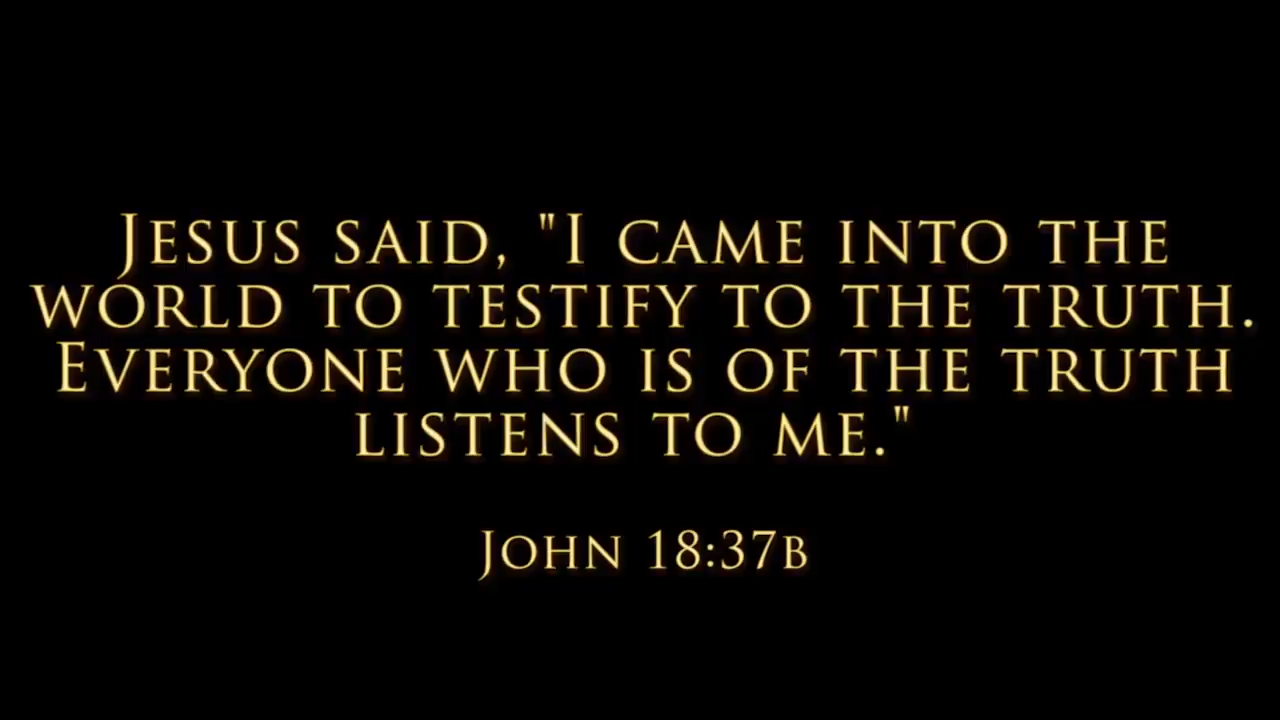 Jesus said, "I came into the
world to testify to the truth.
Everyone who is of the truth
listens to me."
John 18:37b